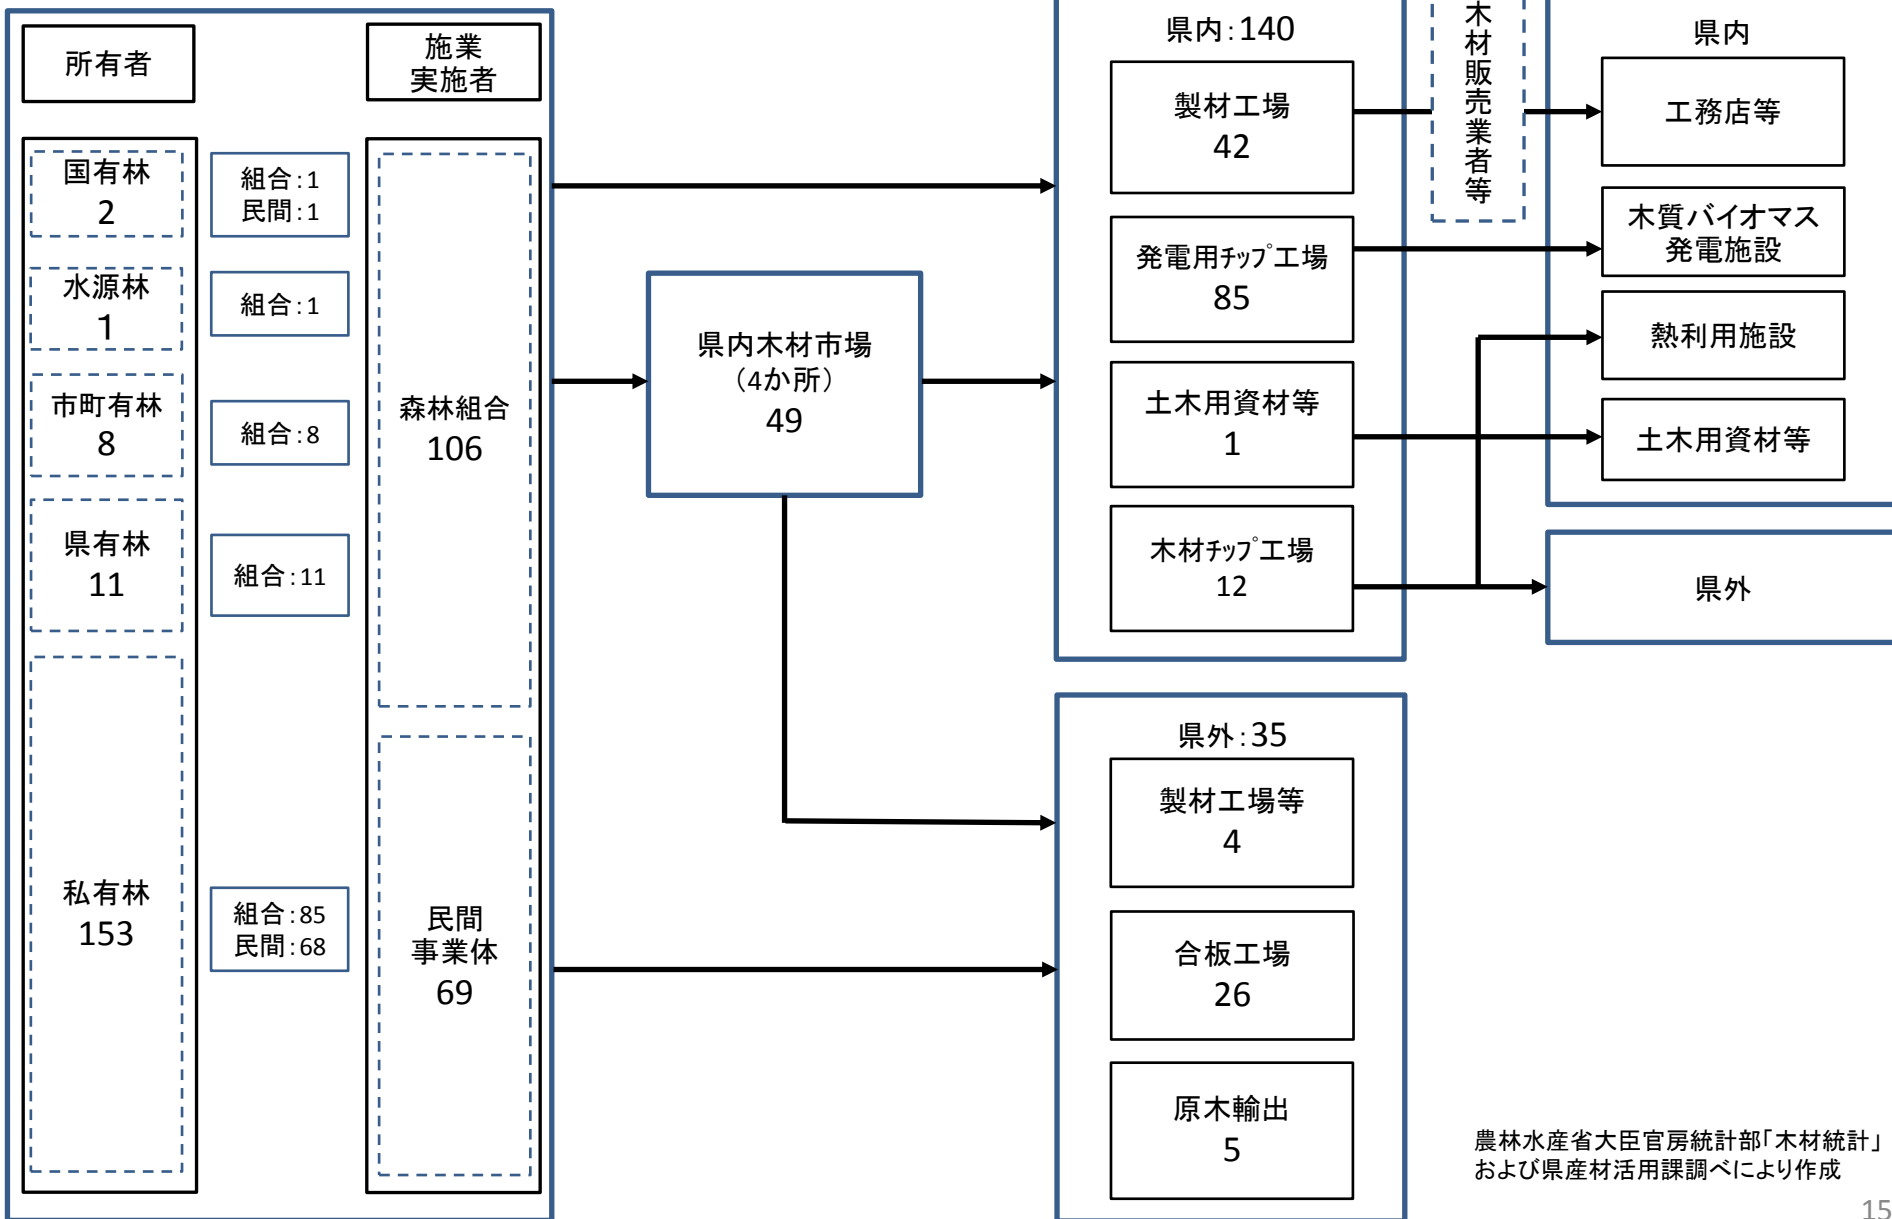 所有者
施業
実施者
国有林
2
組合：1
民間：1
水源林
1
組合：1
市町有林
8
組合：8
県有林
11
組合：11
私有林
153
組合：85
民間：68
森林組合
106
民間
事業体
69
県内木材市場
（4か所）
49
県内：140
製材工場
42
発電用ﾁｯﾌﾟ工場
85
土木用資材等
1
木材ﾁｯﾌﾟ工場
12
県外：35
製材工場等
4
合板工場
26
原木輸出
5
木材販売業者等
県内
工務店等
木質バイオマス
発電施設
熱利用施設
土木用資材等
県外
農林水産省大臣官房統計部「木材統計」
および県産材活用課調べにより作成
15